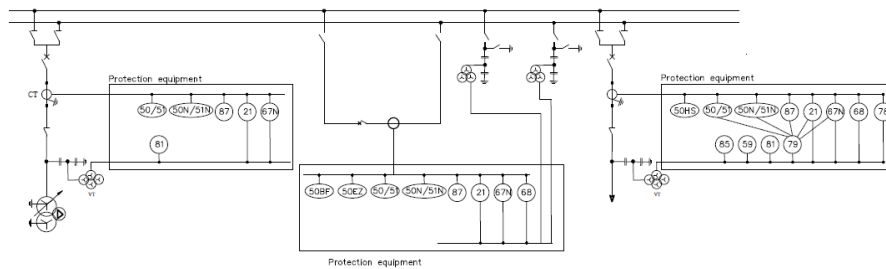 Protection equipment
CT
50/51 50N/51N 87 21 67N
81
VT
50BF 50EZ 50/51 50N/51N 87 21 67N 68
Protection equipment
Protection equipment
50HS 50/51 50N/51N 87 21 67N 68 78
85 59 81 79
VT